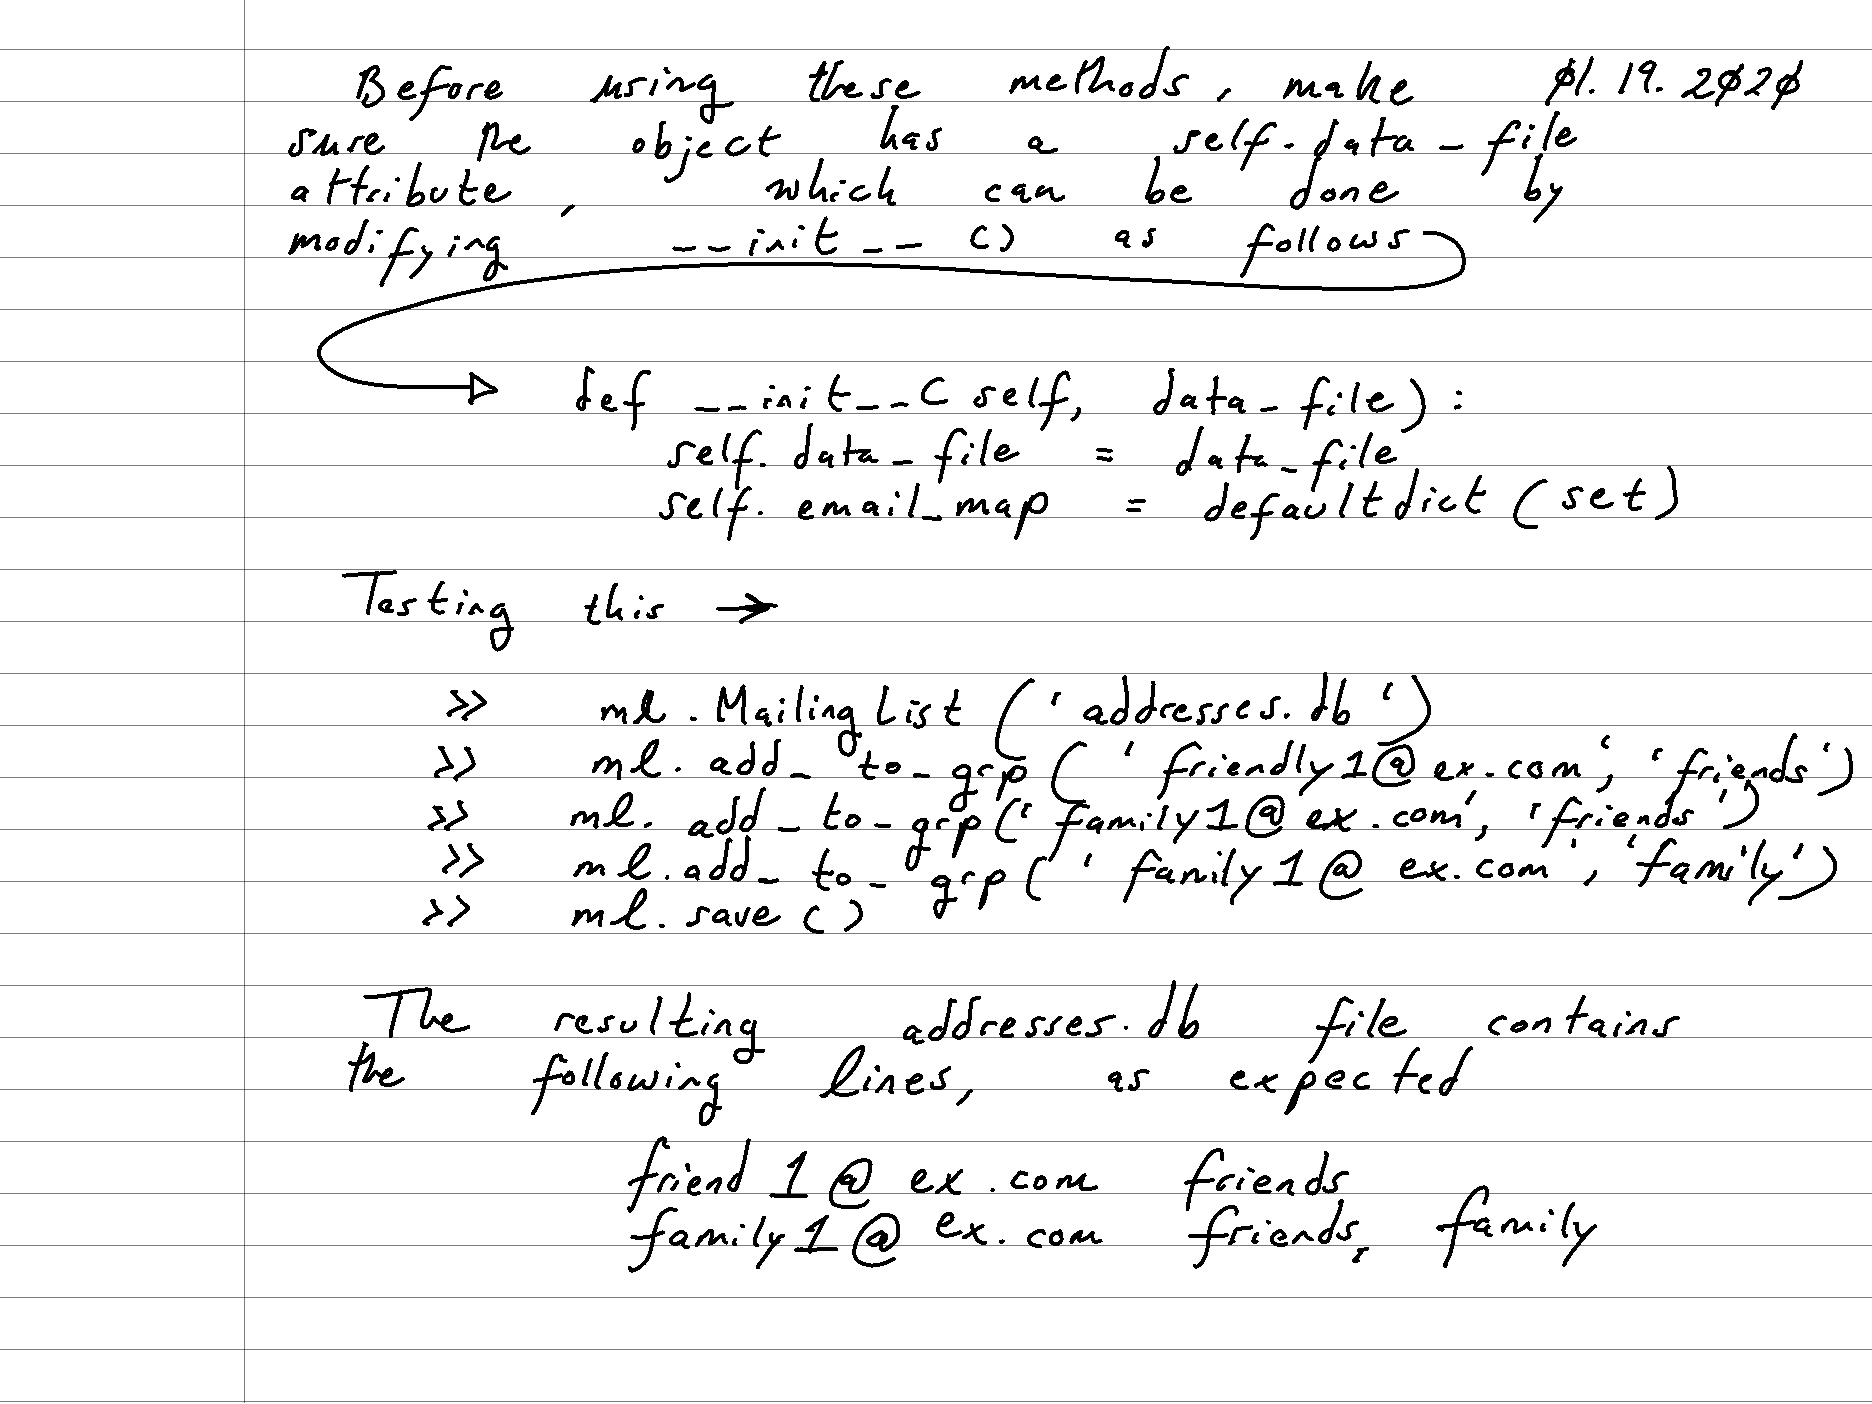 Before using these methods, make 01.19.2020
sure the object has a self.data_file
attribute, which can be done by
modifying __init__() as follows
def __init__(self, data_file):
self.data_file = data_file
self.email_map = defaultdict(set)
Testing this →
>> ml.MailingList('addresses.db')
>> ml.add_to_grp('friendly1@ex.com', 'friends')
>> ml.add_to_grp('family1@ex.com', 'friends')
>> ml.add_to_grp('family1@ex.com', 'family')
>> ml.save()
The resulting addresses.db file contains
the following lines, as expected
friend1@ex.com friends
family1@ex.com friends, family